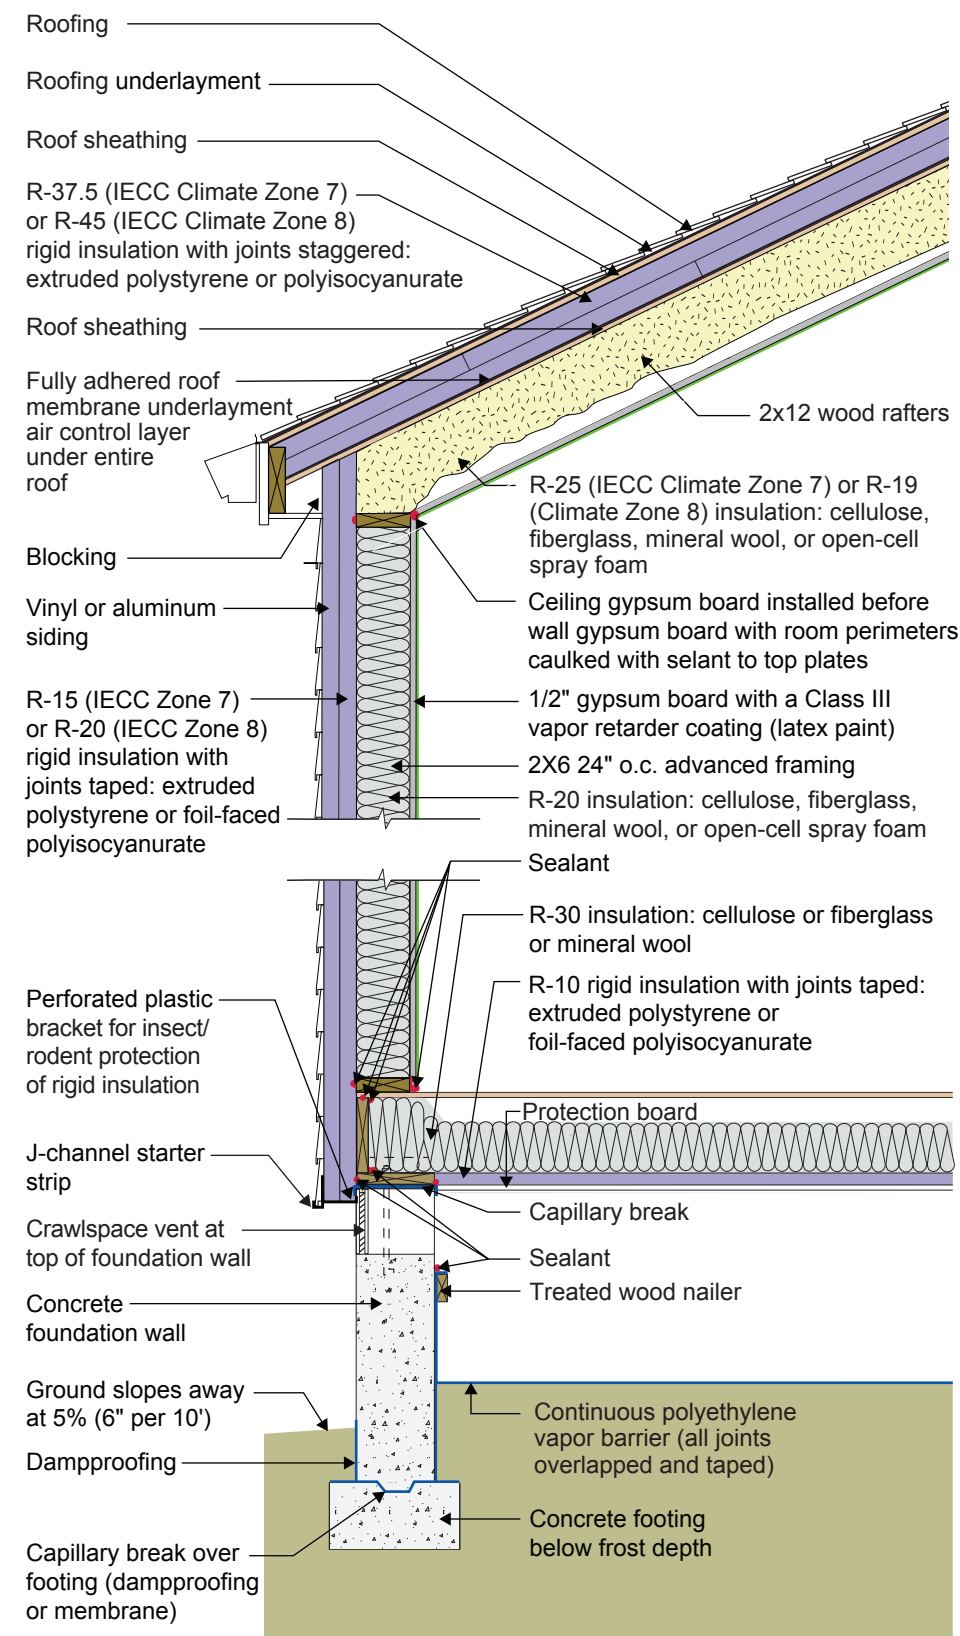 Roofing
Roofing underlayment
Roof sheathing
R-37.5 (IECC Climate Zone 7)
or R-45 (IECC Climate Zone 8)
rigid insulation with joints staggered:
extruded polystyrene or polyisocyanurate
Roof sheathing
Fully adhered roof
membrane underlayment
air control layer
under entire
roof
2x12 wood rafters
R-25 (IECC Climate Zone 7) or R-19
(Climate Zone 8) insulation: cellulose,
fiberglass, mineral wool, or open-cell
spray foam
Blocking
Vinyl or aluminum
siding
Ceiling gypsum board installed before
wall gypsum board with room perimeters
caulked with selant to top plates
R-15 (IECC Zone 7)
or R-20 (IECC Zone 8)
rigid insulation with
joints taped: extruded
polystyrene or foil-faced
polyisocyanurate
1/2" gypsum board with a Class III
vapor retarder coating (latex paint)
2X6 24" o.c. advanced framing
R-20 insulation: cellulose, fiberglass,
mineral wool, or open-cell spray foam
Sealant
R-30 insulation: cellulose or fiberglass
or mineral wool
R-10 rigid insulation with joints taped:
extruded polystyrene or
foil-faced polyisocyanurate
Perforated plastic
bracket for insect/
rodent protection
of rigid insulation
Protection board
J-channel starter
strip
Capillary break
Crawlspace vent at
top of foundation wall
Sealant
Treated wood nailer
Concrete
foundation wall
Ground slopes away
at 5% (6" per 10')
Continuous polyethylene
vapor barrier (all joints
overlapped and taped)
Dampproofing
Concrete footing
below frost depth
Capillary break over
footing (dampproofing
or membrane)